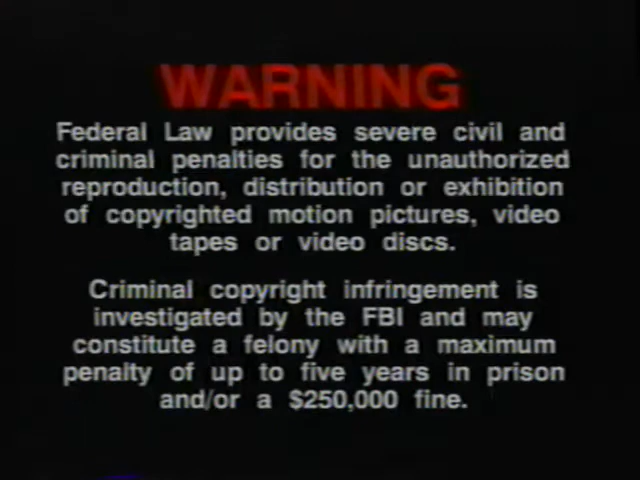 WARNING
Federal Law provides severe civil and
criminal penalties for the unauthorized
reproduction, distribution or exhibition
of copyrighted motion pictures, video
tapes or video discs.
Criminal copyright infringement is
investigated by the FBI and may
constitute a felony with a maximum
penalty of up to five years in prison
and/or a $250,000 fine.